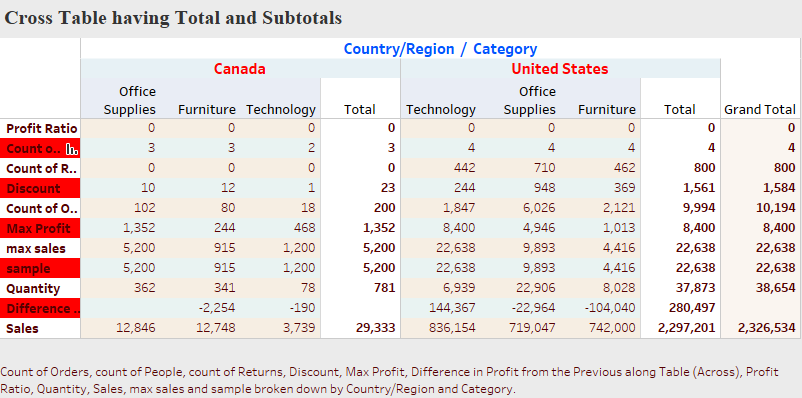 Cross Table having Total and Subtotals
Country/Region / Category
Canada United States
Office Office
Supplies Furniture Technology Total Technology Supplies Furniture Total Grand Total
Profit Ratio 0 0 0 0 0 0 0 0 0
Count o.. 3 3 2 3 4 4 4 4 4
Count of R.. 0 0 0 0 442 710 462 800 800
Discount 10 12 1 23 244 948 369 1,561 1,584
Count of O.. 102 80 18 200 1,847 6,026 2,121 9,994 10,194
Max Profit 1,352 244 468 1,352 8,400 4,946 1,013 8,400 8,400
max sales 5,200 915 1,200 5,200 22,638 9,893 4,416 22,638 22,638
sample 5,200 915 1,200 5,200 22,638 9,893 4,416 22,638 22,638
Quantity 362 341 78 781 6,939 22,906 8,028 37,873 38,654
Difference .. -2,254 -190 144,367 -22,964 -104,040 280,497
Sales 12,846 12,748 3,739 29,333 836,154 719,047 742,000 2,297,201 2,326,534
Count of Orders, count of People, count of Returns, Discount, Max Profit, Difference in Profit from the Previous along Table (Across), Profit
Ratio, Quantity, Sales, max sales and sample broken down by Country/Region and Category.